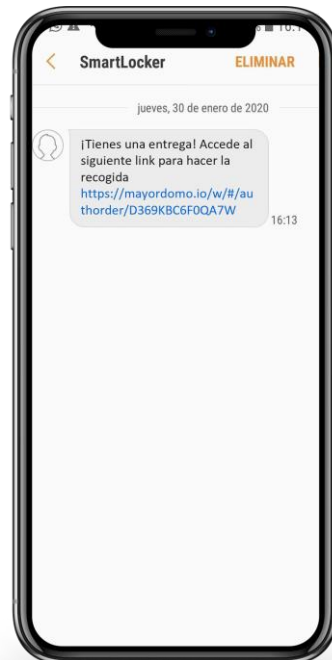 SmartLocker ELIMINAR
jueves, 30 de enero de 2020
¡Tienes una entrega! Accede al
siguiente link para hacer la
recogida
https://mayordomo.io/w/#/au
thorder/D369KBC6F0QA7W
16:13